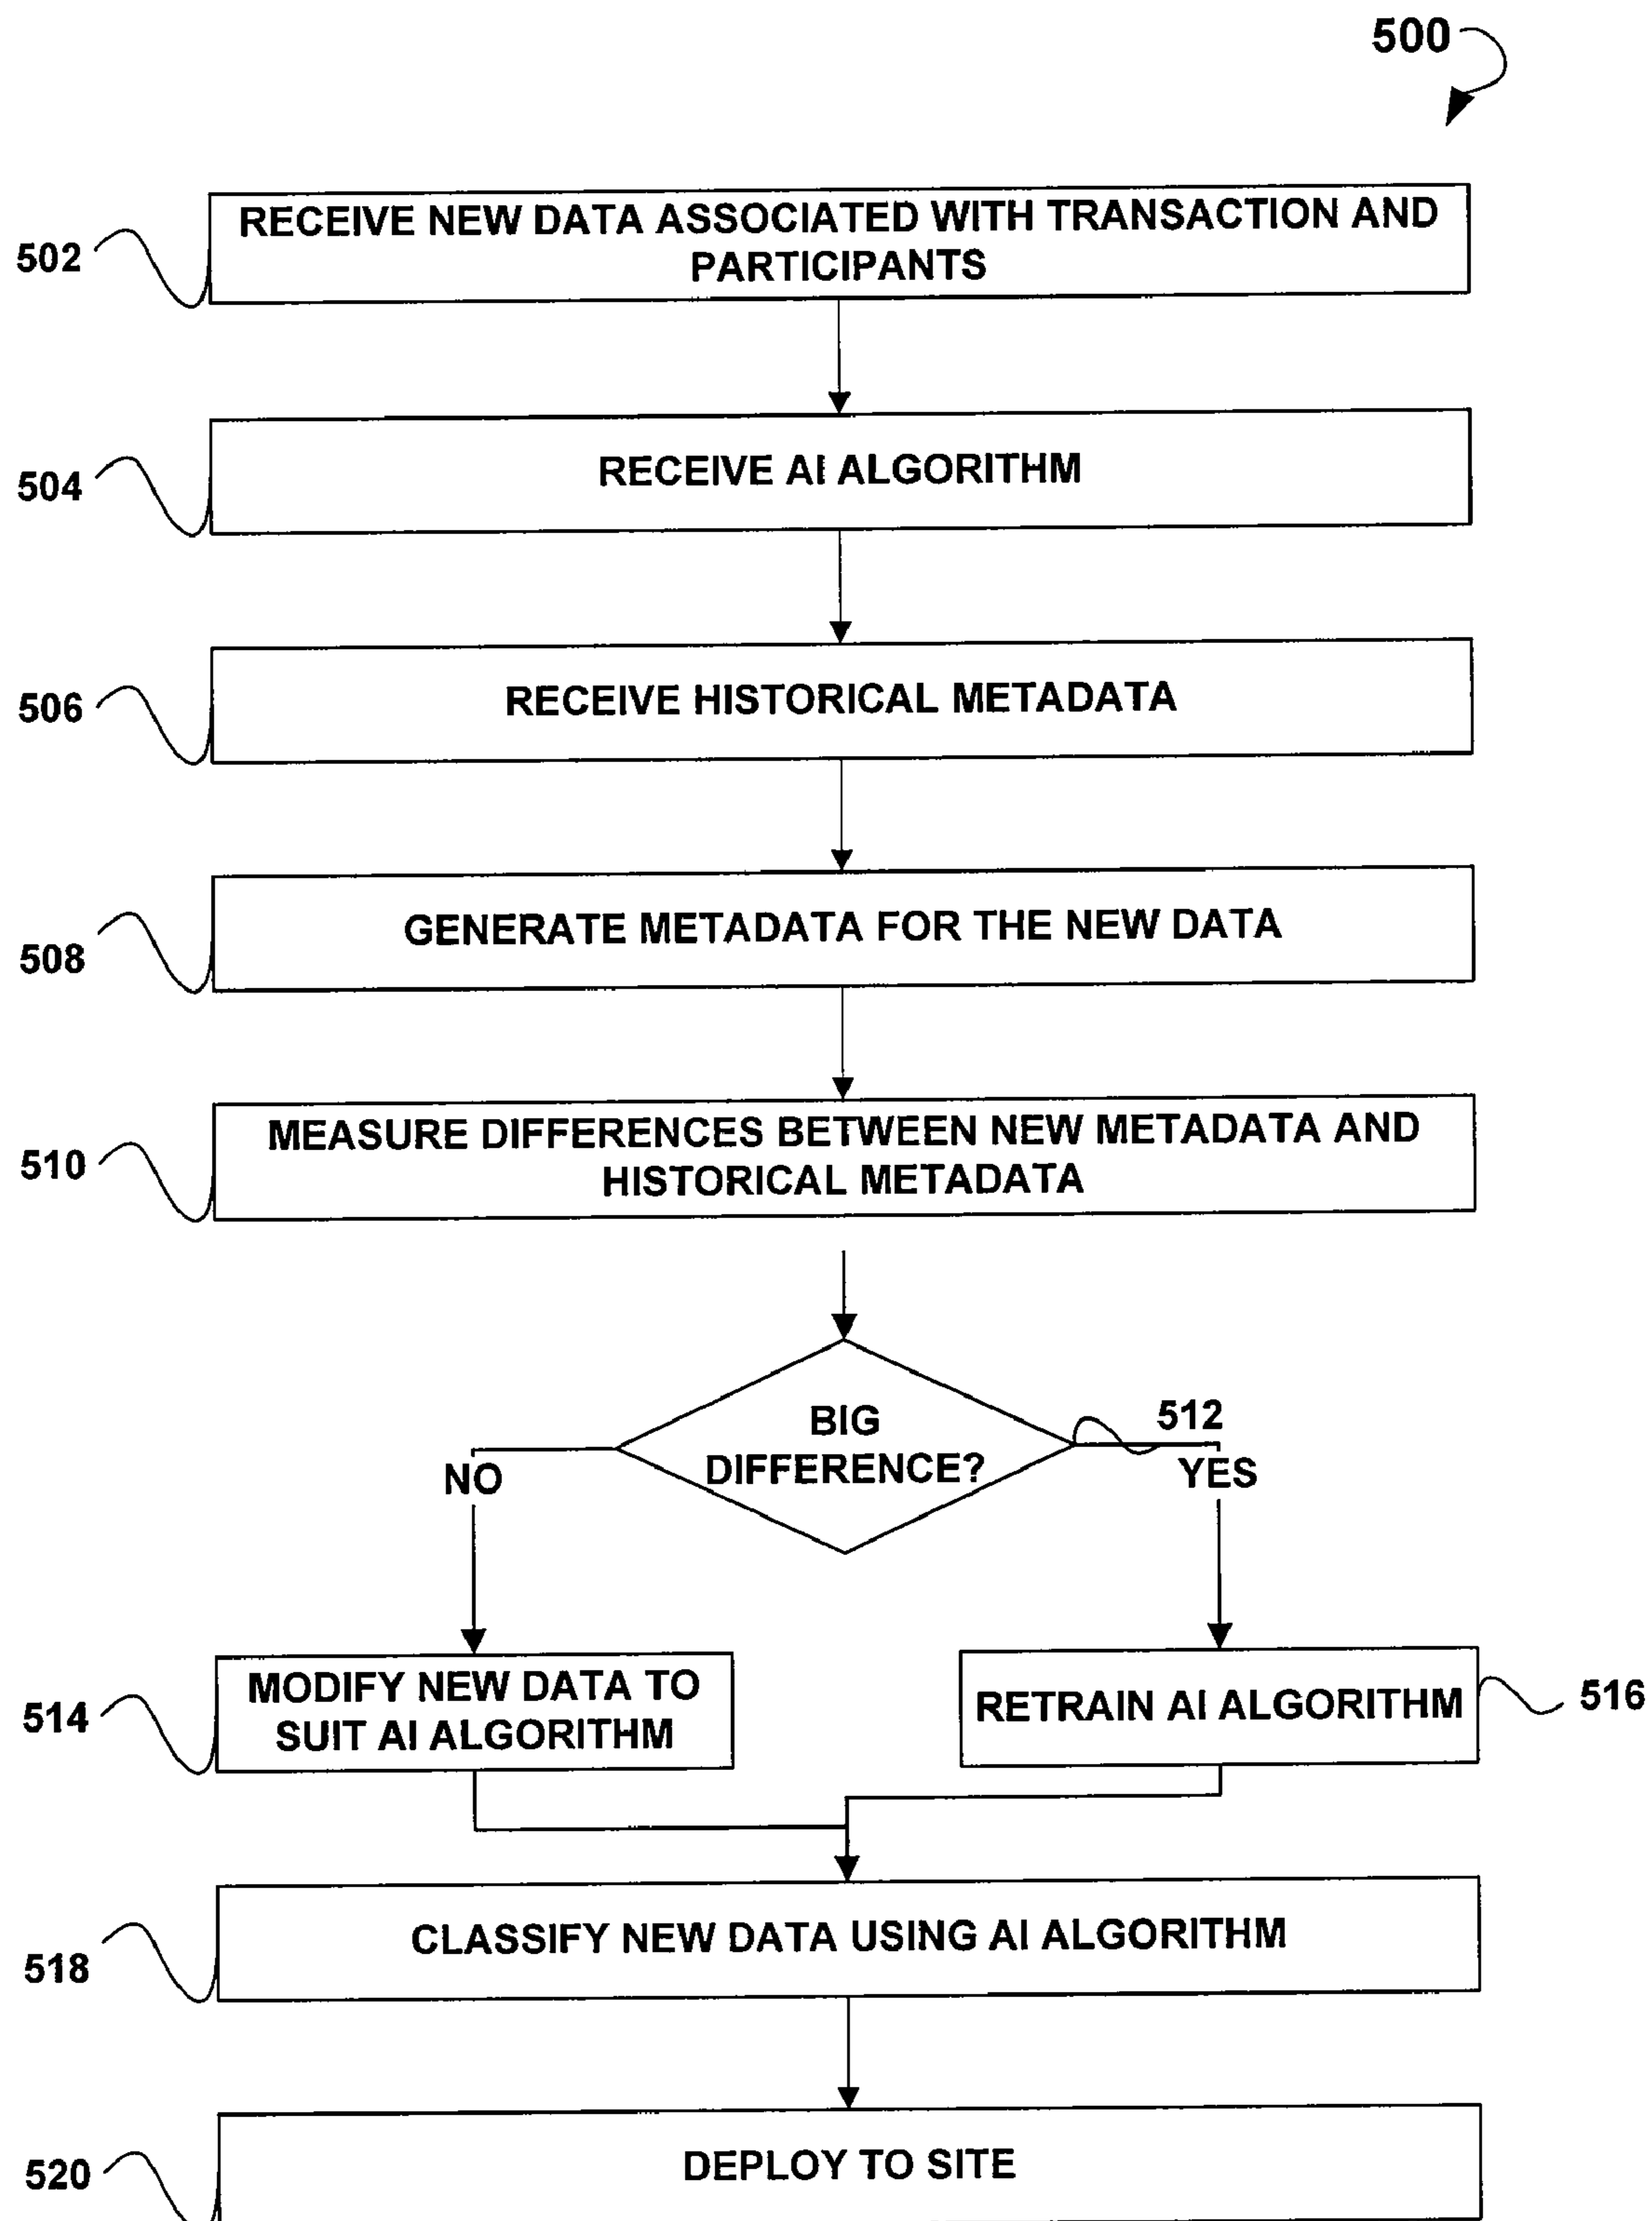 500
RECEIVE NEW DATA ASSOCIATED WITH TRANSACTION AND
PARTICIPANTS
502
RECEIVE AI ALGORITHM
504
RECEIVE HISTORICAL METADATA
506
GENERATE METADATA FOR THE NEW DATA
508
MEASURE DIFFERENCES BETWEEN NEW METADATA AND
HISTORICAL METADATA
510
BIG
DIFFERENCE?
512
NO
YES
MODIFY NEW DATA TO
SUIT AI ALGORITHM
514
RETRAIN AI ALGORITHM
516
CLASSIFY NEW DATA USING AI ALGORITHM
518
DEPLOY TO SITE
520